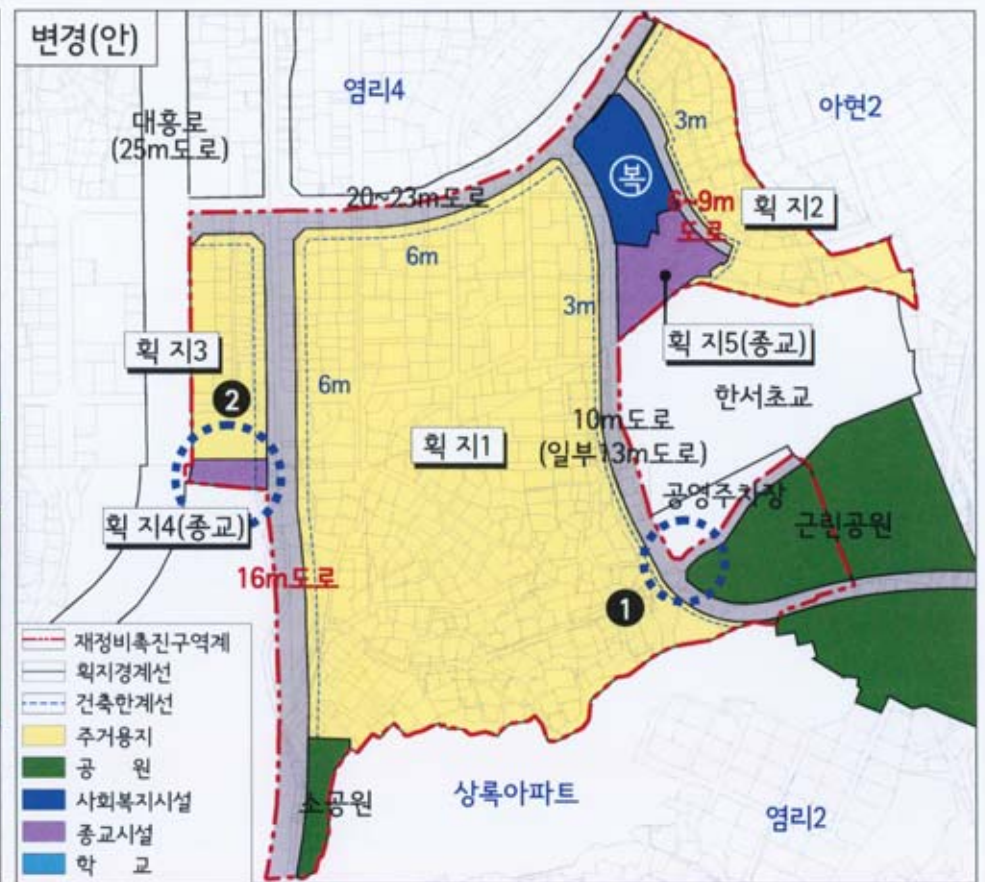 변경(안)
염리4
아현2
대흥로
(25m도로)
3m
복
20~23m도로
6~9m
도로
획 지2
6m
3m
획 지3
획 지5(종교)
한서초교
6m
2
획 지1
10m도로
(일부13m도로)
공영주차장
근린공원
획 지4(종교)
16m도로
1
소공원
상록아파트
염리2
재정비촉진구역계
획지경계선
건축한계선
주거용지
공 원
사회복지시설
종교시설
학 교